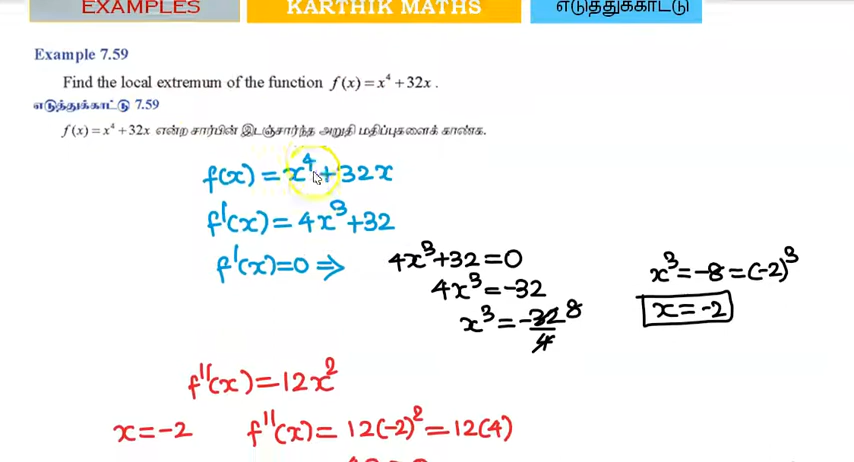 EXAMPLES KARTHIK MATHS எடுத்துக்காட்டு
Example 7.59
Find the local extremum of the function f(x) = x⁴ + 32x .
எடுத்துக்காட்டு 7.59
f(x) = x⁴ + 32x என்ற சார்பின் இடஞ்சார்ந்த அறுதி மதிப்புகளைக் காண்க.
f(x) = x⁴ + 32x
f'(x) = 4x³ + 32
f'(x) = 0 ⇒ 4x³ + 32 = 0
4x³ = -32
x³ = -32/4 8
x³ = -8 = (-2)³
x = -2
f''(x) = 12x²
x = -2 f''(x) = 12(-2)² = 12(4)